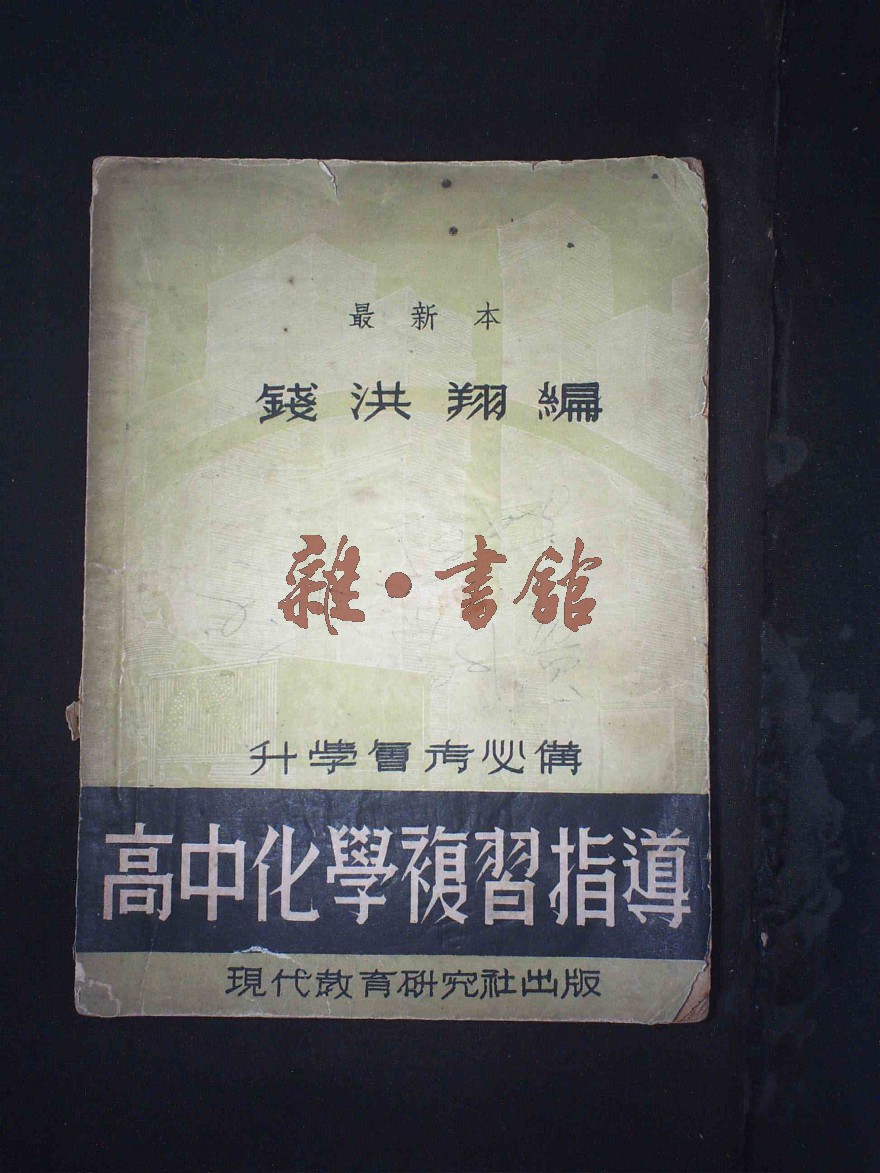 最新本
錢洪翔編
雜·書館
升學會考必備
高中化學複習指導
現代教育研究社出版